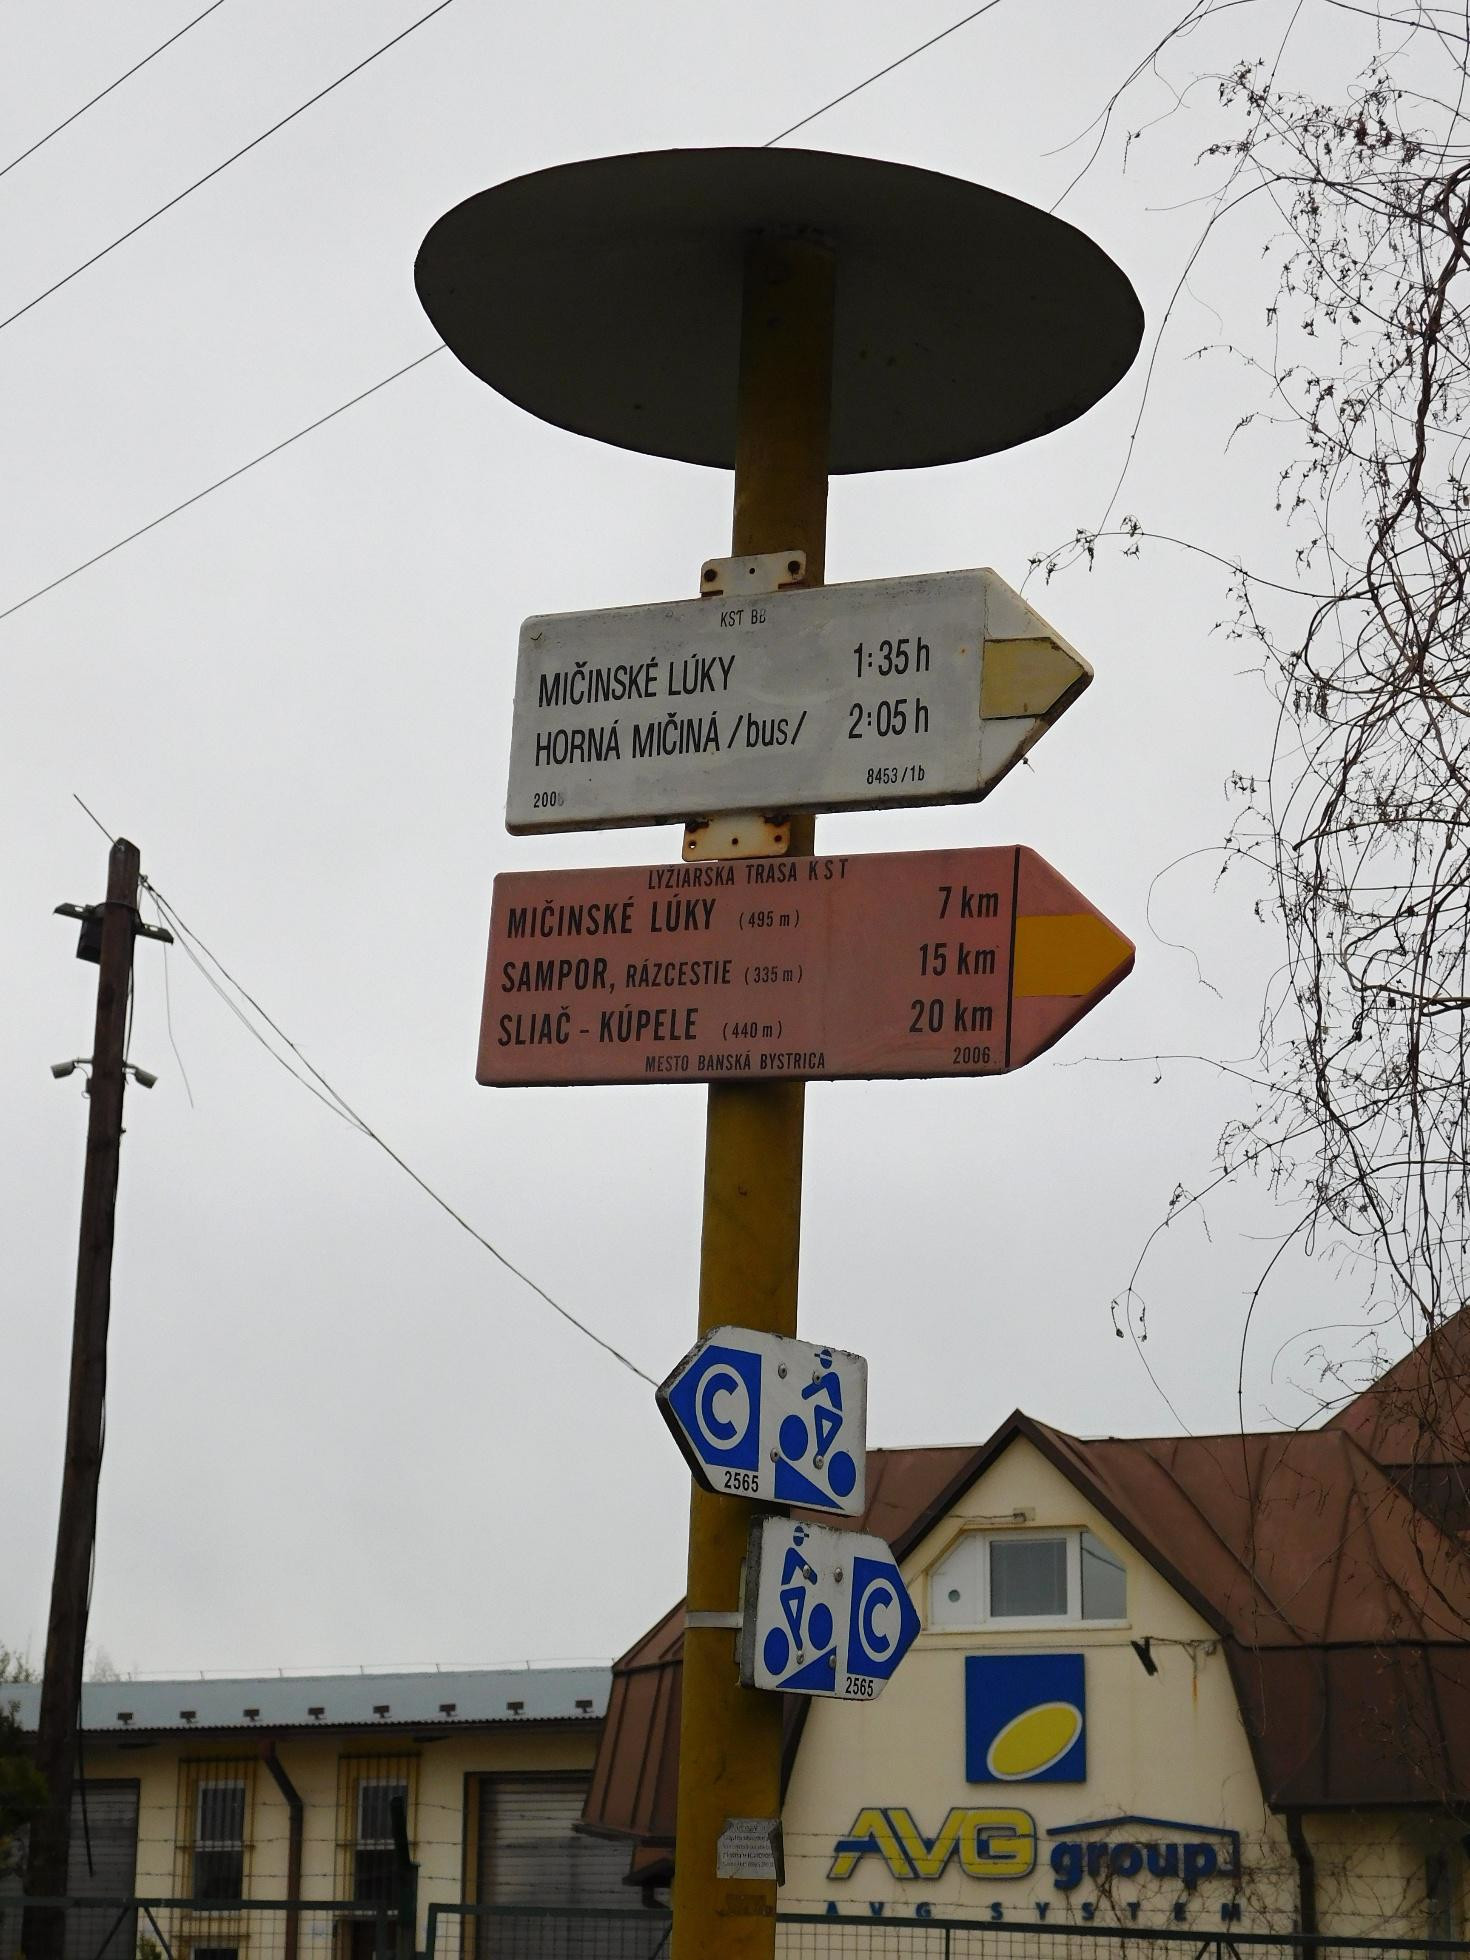 KST BB
MIČINSKÉ LÚKY 1:35 h
HORNÁ MIČINÁ /bus/ 2:05 h
8453/1b
LYŽIARSKA TRASA KST
MIČINSKÉ LÚKY (495 m) 7 km
SAMPOR, RÁZCESTIE (335 m) 15 km
SLIAČ - KÚPELE (440 m) 20 km
MESTO BANSKÁ BYSTRICA 2006
C
2565
C
2565
AVG group
AVG SYSTEM